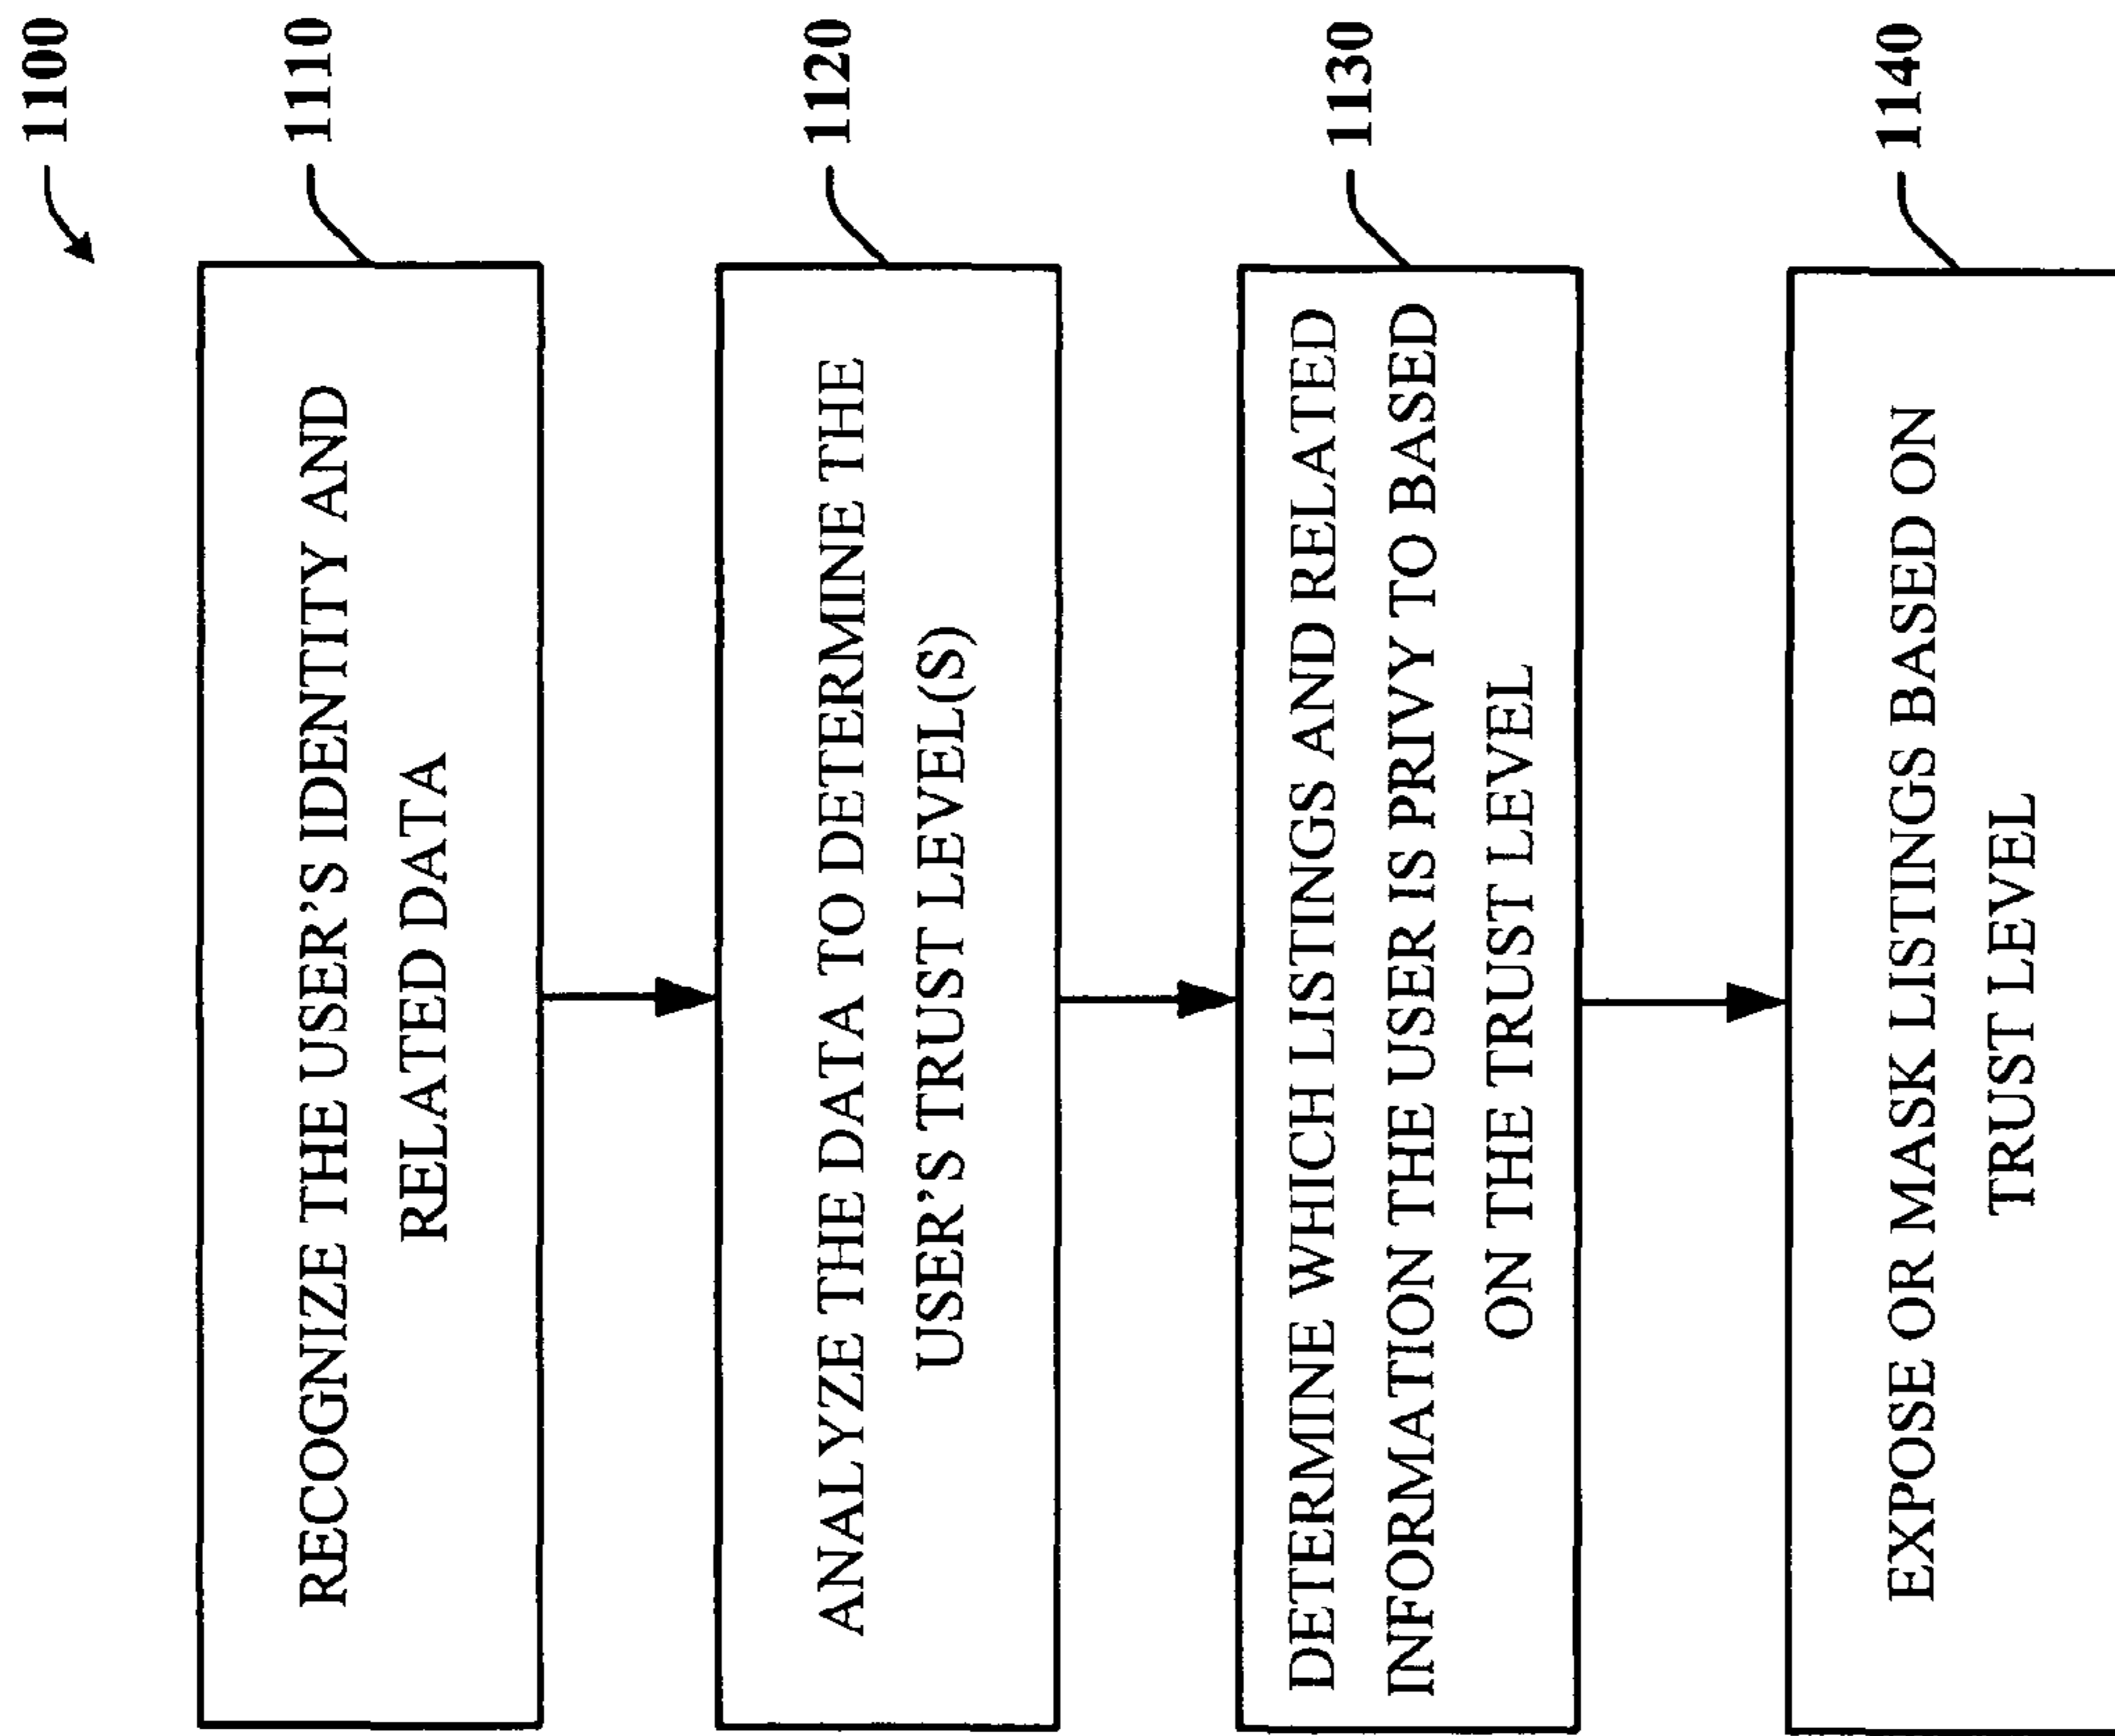 1100
RECOGNIZE THE USER’S IDENTITY AND
RELATED DATA
1110
ANALYZE THE DATA TO DETERMINE THE
USER’S TRUST LEVEL(S)
1120
DETERMINE WHICH LISTINGS AND RELATED
INFORMATION THE USER IS PRIVY TO BASED
ON THE TRUST LEVEL
1130
EXPOSE OR MASK LISTINGS BASED ON
TRUST LEVEL
1140